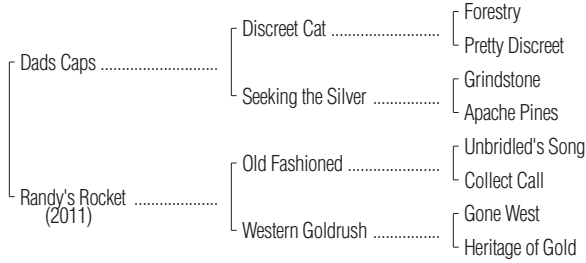 Forestry
Discreet Cat ........................
Pretty Discreet
Dads Caps ..........................
Grindstone
Seeking the Silver ...............
Apache Pines
Unbridled's Song
Old Fashioned ....................
Collect Call
Randy's Rocket ..................
(2011)
Gone West
Western Goldrush ...............
Heritage of Gold